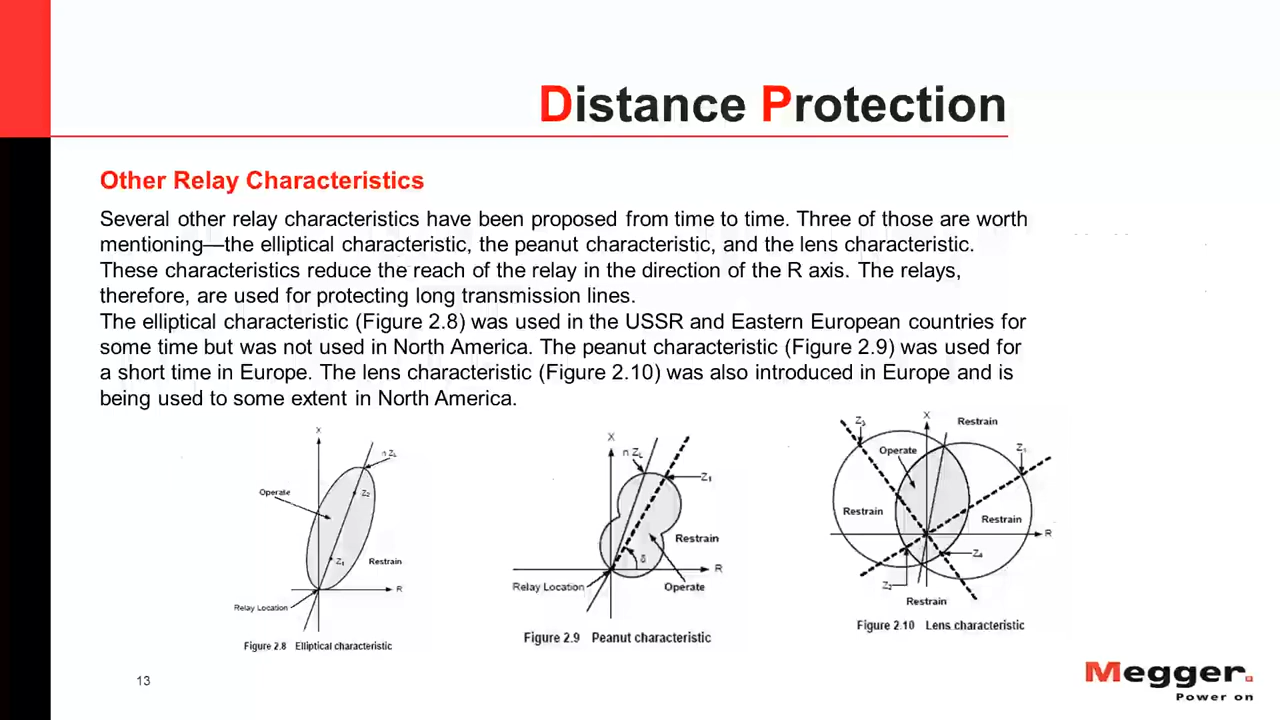 Distance Protection
Other Relay Characteristics
Several other relay characteristics have been proposed from time to time. Three of those are worth
mentioning—the elliptical characteristic, the peanut characteristic, and the lens characteristic.
These characteristics reduce the reach of the relay in the direction of the R axis. The relays,
therefore, are used for protecting long transmission lines.
The elliptical characteristic (Figure 2.8) was used in the USSR and Eastern European countries for
some time but was not used in North America. The peanut characteristic (Figure 2.9) was used for
a short time in Europe. The lens characteristic (Figure 2.10) was also introduced in Europe and is
being used to some extent in North America.
X
n ZL
Operate
Z2
Z1
Restrain
R
Relay Location
Figure 2.8 Elliptical characteristic
X
n ZL
Z1
Restrain
δ
R
Relay Location
Operate
Figure 2.9 Peanut characteristic
X
Z3
Restrain
Z1
Operate
Restrain
Restrain
R
Z4
Z2
Restrain
Figure 2.10 Lens characteristic
13
Megger.
Power on